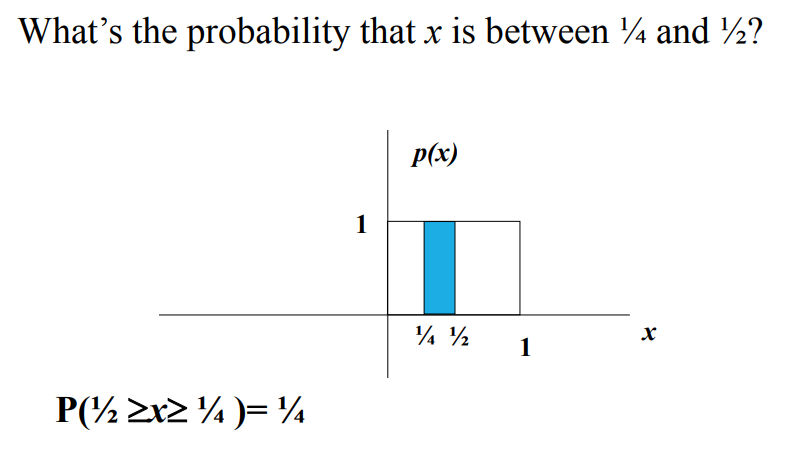 What’s the probability that x is between ¼ and ½?
p(x)
1
¼ ½
1
x
P(½ ≥x≥ ¼ )= ¼